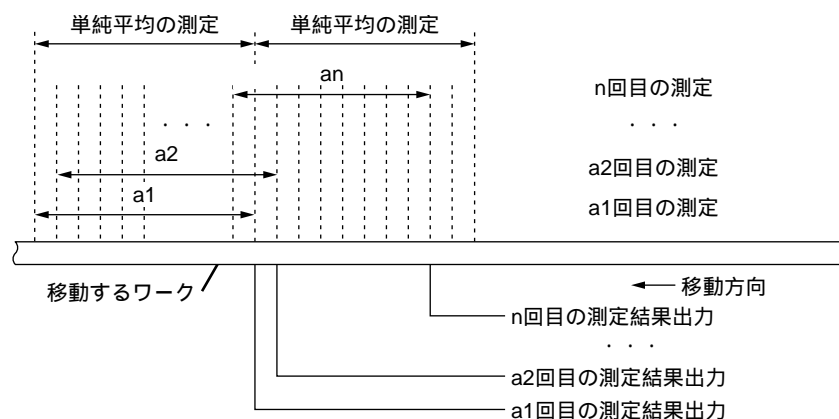 単純平均の測定 単純平均の測定
an n回目の測定
・・・ ・・・
a2 a2回目の測定
a1 a1回目の測定
移動するワーク 移動方向
n回目の測定結果出力
・・・
a2回目の測定結果出力
a1回目の測定結果出力